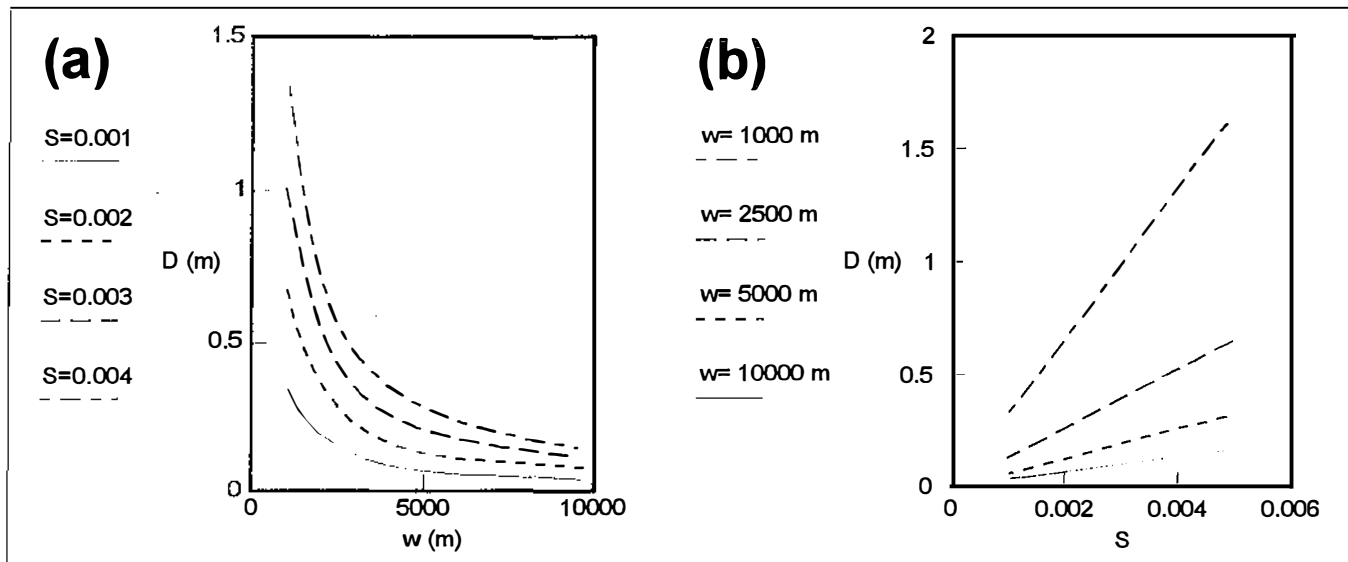 (a)
S=0.001
S=0.002
S=0.003
S=0.004
D (m)
1.5
1
0.5
0
0
5000
10000
w (m)
(b)
w= 1000 m
w= 2500 m
w= 5000 m
w= 10000 m
D (m)
2
1.5
1
0.5
0
0
0.002
0.004
0.006
S